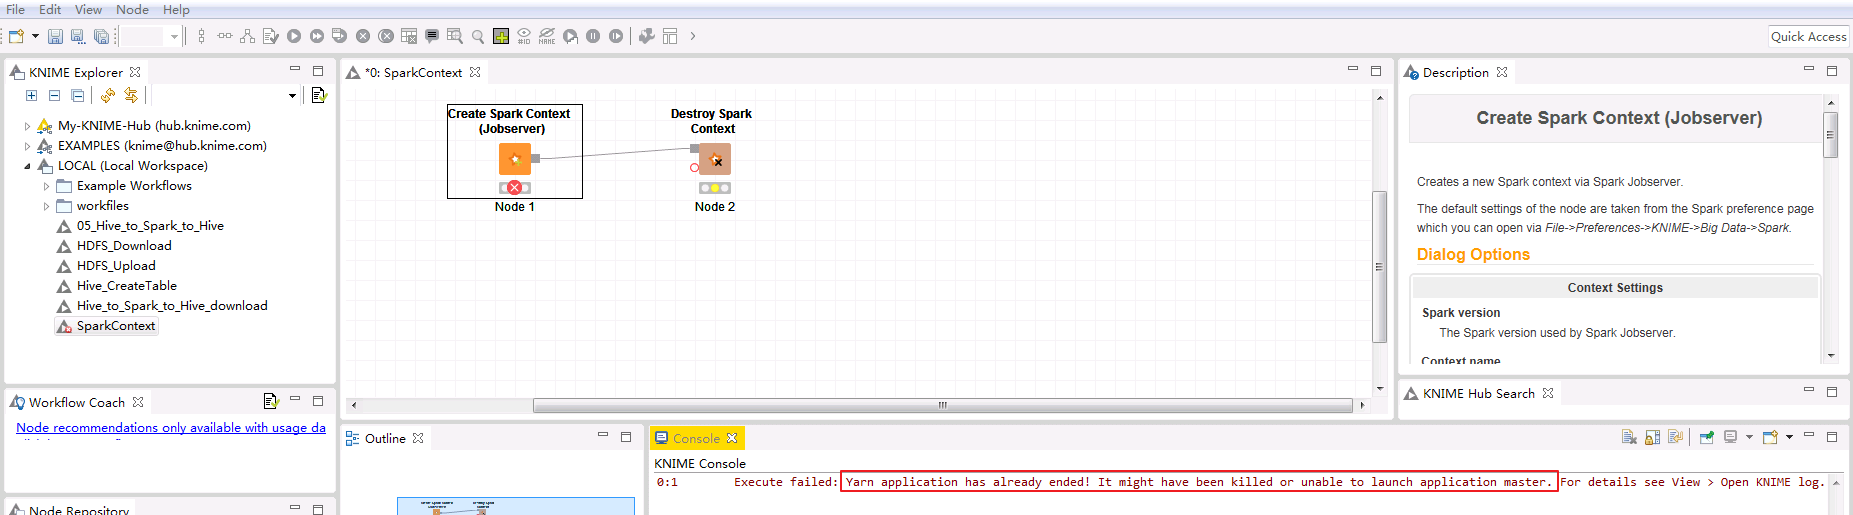 File Edit View Node Help
Quick Access
KNIME Explorer
My-KNIME-Hub (hub.knime.com)
EXAMPLES (knime@hub.knime.com)
LOCAL (Local Workspace)
Example Workflows
workfiles
05_Hive_to_Spark_to_Hive
HDFS_Download
HDFS_Upload
Hive_CreateTable
Hive_to_Spark_to_Hive_download
SparkContext
Workflow Coach
Node recommendations only available with usage da
Node Repository
*0: SparkContext
Create Spark Context
(Jobserver)
Node 1
Destroy Spark
Context
Node 2
Outline
Console
KNIME Console
0:1 Execute failed: Yarn application has already ended! It might have been killed or unable to launch application master. For details see View > Open KNIME log.
Description
Create Spark Context (Jobserver)
Creates a new Spark context via Spark Jobserver.
The default settings of the node are taken from the Spark preference page
which you can open via File->Preferences->KNIME->Big Data->Spark.
Dialog Options
Context Settings
Spark version
The Spark version used by Spark Jobserver.
Context name
KNIME Hub Search